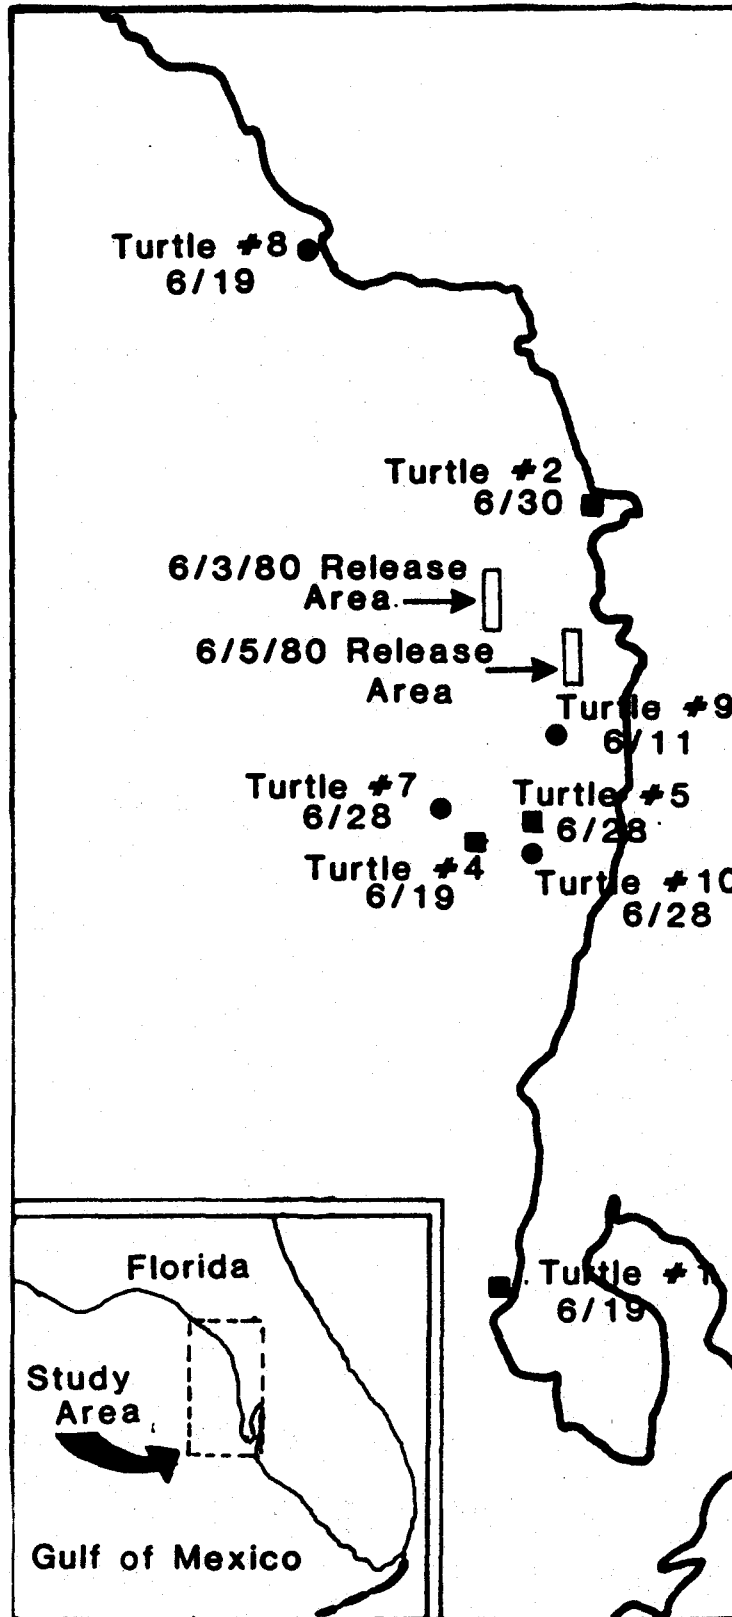 Turtle #8
6/19
Turtle #2
6/30
6/3/80 Release
Area
6/5/80 Release
Area
Turtle #9
6/11
Turtle #7
6/28
Turtle #5
6/28
Turtle #4
6/19
Turtle #10
6/28
Turtle #1
6/19
Florida
Study
Area
Gulf of Mexico